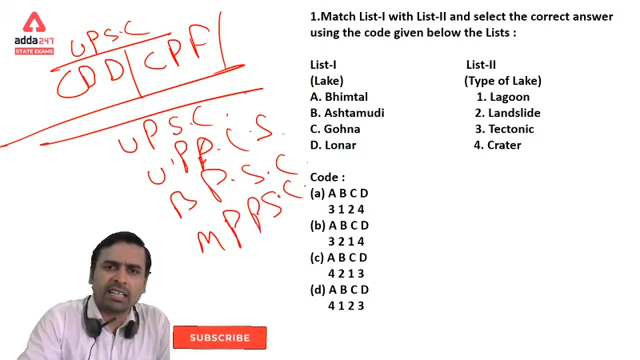 adda247
STATE EXAMS
UPSC
CDD CPF
UPSC.
U.P.P.C.S.
B P.S.C.
M P P S.C.
1.Match List-I with List-II and select the correct answer
using the code given below the Lists :
List-I List-II
(Lake) (Type of Lake)
A. Bhimtal 1. Lagoon
B. Ashtamudi 2. Landslide
C. Gohna 3. Tectonic
D. Lonar 4. Crater
Code :
(a) A B C D
3 1 2 4
(b) A B C D
3 2 1 4
(c) A B C D
4 2 1 3
(d) A B C D
4 1 2 3
SUBSCRIBE